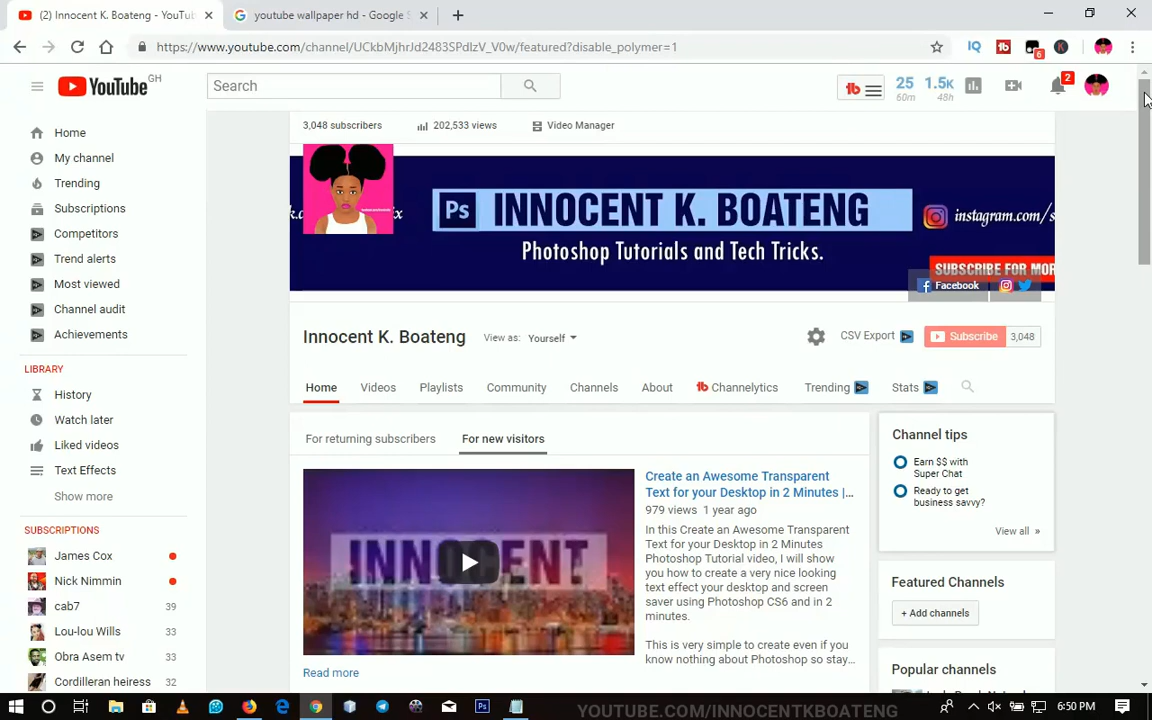 (2) Innocent K. Boateng - YouTub
youtube wallpaper hd - Google S
https://www.youtube.com/channel/UCkbMjhrJd2483SPdlzV_V0w/featured?disable_polymer=1
IQ
tb
6
K
YouTube GH
Search
tb
25
60m
1.5K
48h
2
Home
My channel
Trending
Subscriptions
Competitors
Trend alerts
Most viewed
Channel audit
Achievements
LIBRARY
History
Watch later
Liked videos
Text Effects
Show more
SUBSCRIPTIONS
James Cox
Nick Nimmin
cab7 39
Lou-lou Wills 33
Obra Asem tv 33
Cordilleran heiress 32
3,048 subscribers
202,533 views
Video Manager
Ps INNOCENT K. BOATENG
instagram.com/s
Photoshop Tutorials and Tech Tricks.
SUBSCRIBE FOR MOR
Facebook
Innocent K. Boateng
View as: Yourself
CSV Export
Subscribe 3,048
Home Videos Playlists Community Channels About tb Channelytics Trending Stats
For returning subscribers
For new visitors
INNOCENT
Create an Awesome Transparent
Text for your Desktop in 2 Minutes |...
979 views 1 year ago
In this Create an Awesome Transparent
Text for your Desktop in 2 Minutes
Photoshop Tutorial video, I will show
you how to create a very nice looking
text effect your desktop and screen
saver using Photoshop CS6 and in 2
minutes.
This is very simple to create even if you
know nothing about Photoshop so stay...
Read more
Channel tips
Earn $$ with
Super Chat
Ready to get
business savvy?
View all »
Featured Channels
+ Add channels
Popular channels
Ps
YOUTUBE.COM/INNOCENTKBOATENG
6:50 PM